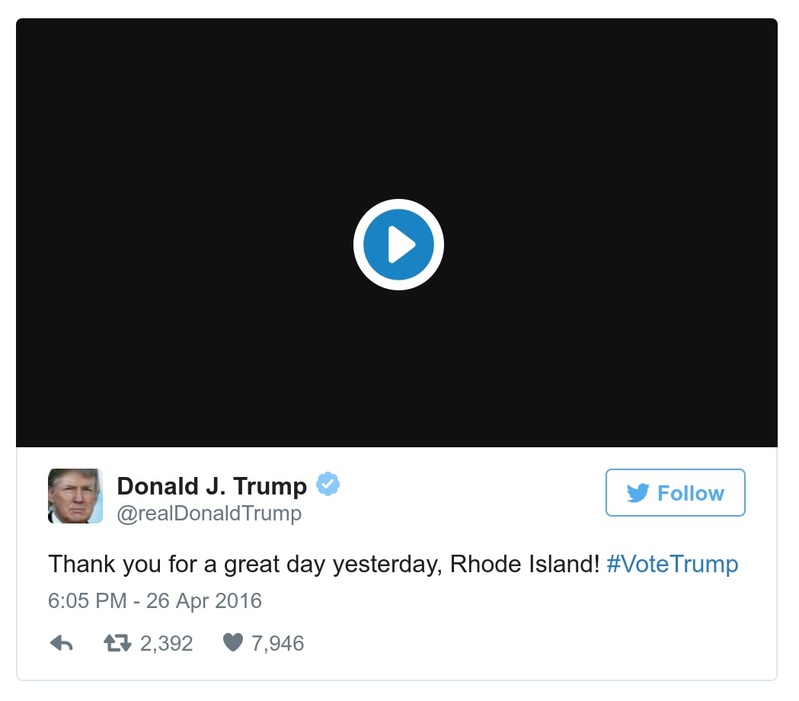 Donald J. Trump
@realDonaldTrump
Follow
Thank you for a great day yesterday, Rhode Island! #VoteTrump
6:05 PM - 26 Apr 2016
2,392 7,946